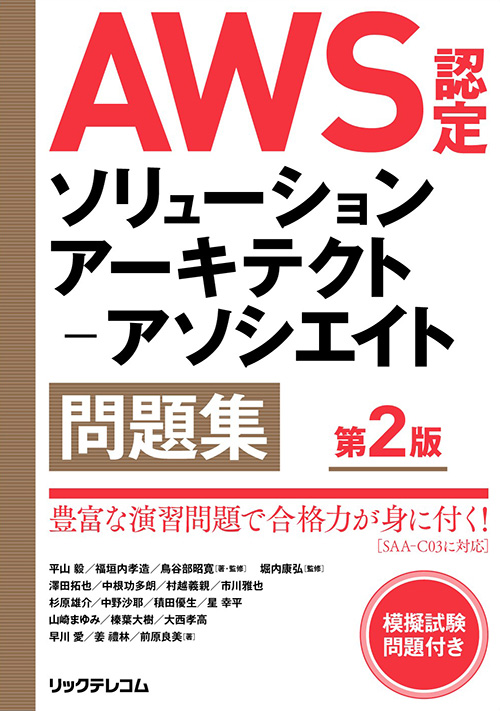 AWS認定
ソリューション
アーキテクト
－アソシエイト
問題集
第2版
豊富な演習問題で合格力が身に付く!
[SAA-C03に対応]
平山 毅／福垣内孝造／鳥谷部昭寛[著・監修] 堀内康弘[監修]
澤田拓也／中根功多朗／村越義親／市川雅也
杉原雄介／中野沙耶／積田優生／星 幸平
山﨑まゆみ／榛葉大樹／大西孝高
早川 愛／姜 禮林／前原良美[著]
模擬試験
問題付き
リックテレコム